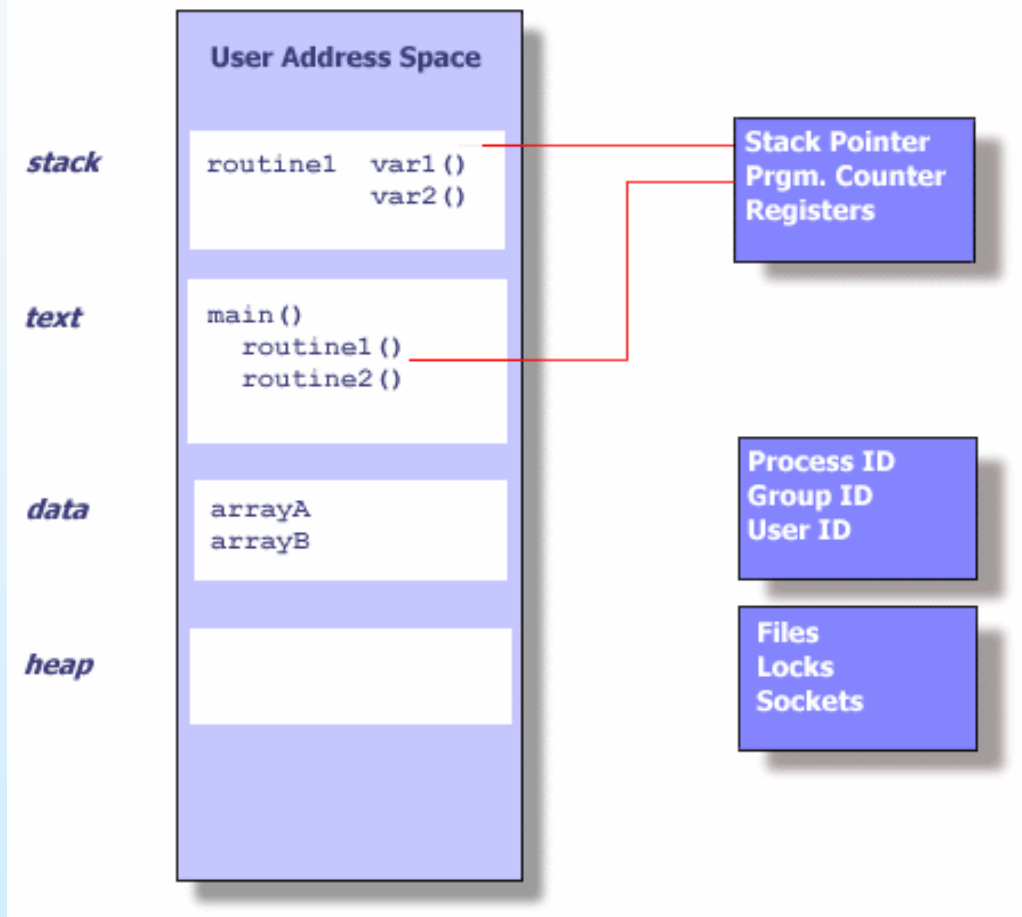 User Address Space
stack
routine1 var1()
var2()
text
main()
routine1()
routine2()
data
arrayA
arrayB
heap
Stack Pointer
Prgm. Counter
Registers
Process ID
Group ID
User ID
Files
Locks
Sockets